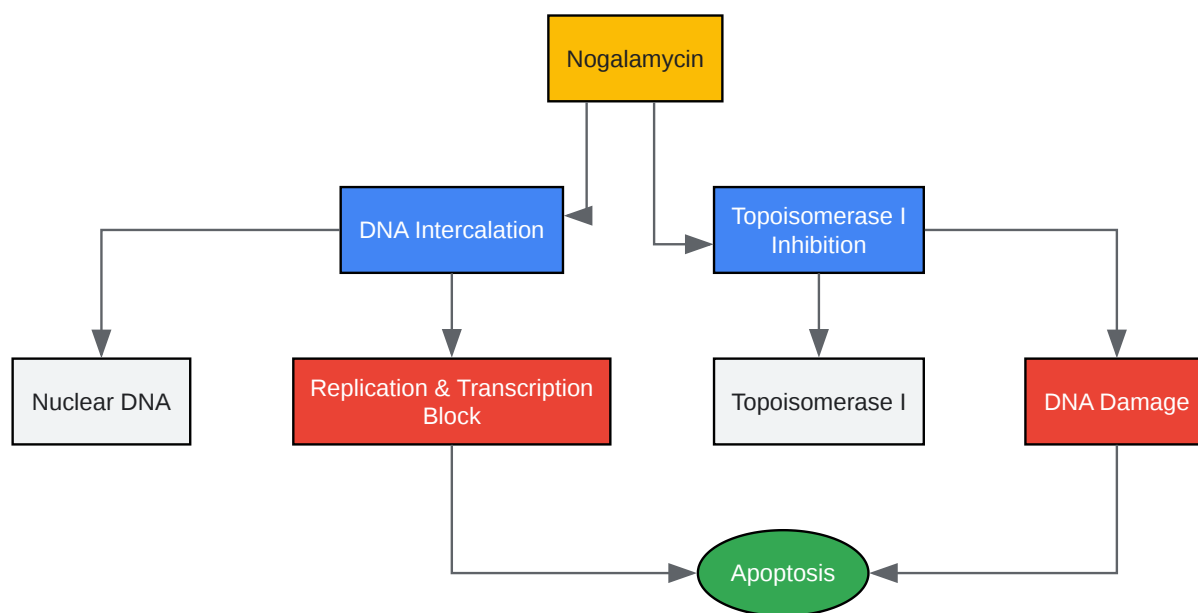 Nogalamycin
DNA Intercalation
Topoisomerase I
Inhibition
Nuclear DNA
Replication & Transcription
Block
Topoisomerase I
DNA Damage
Apoptosis